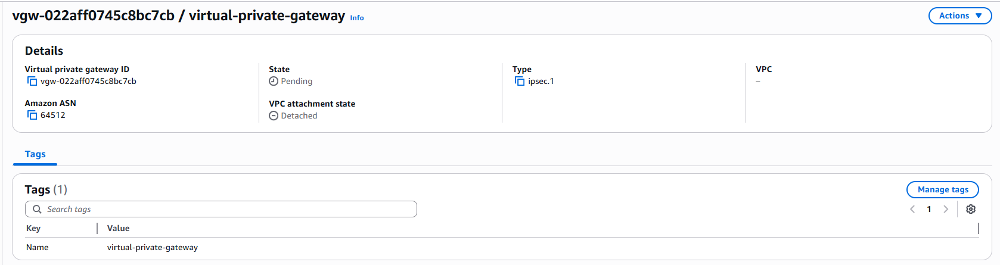 vgw-022aff0745c8bc7cb / virtual-private-gateway Info
Actions
Details
Virtual private gateway ID
vgw-022aff0745c8bc7cb
State
Pending
Type
ipsec.1
VPC
–
Amazon ASN
64512
VPC attachment state
Detached
Tags
Tags (1)
Manage tags
Search tags
1
Key Value
Name virtual-private-gateway